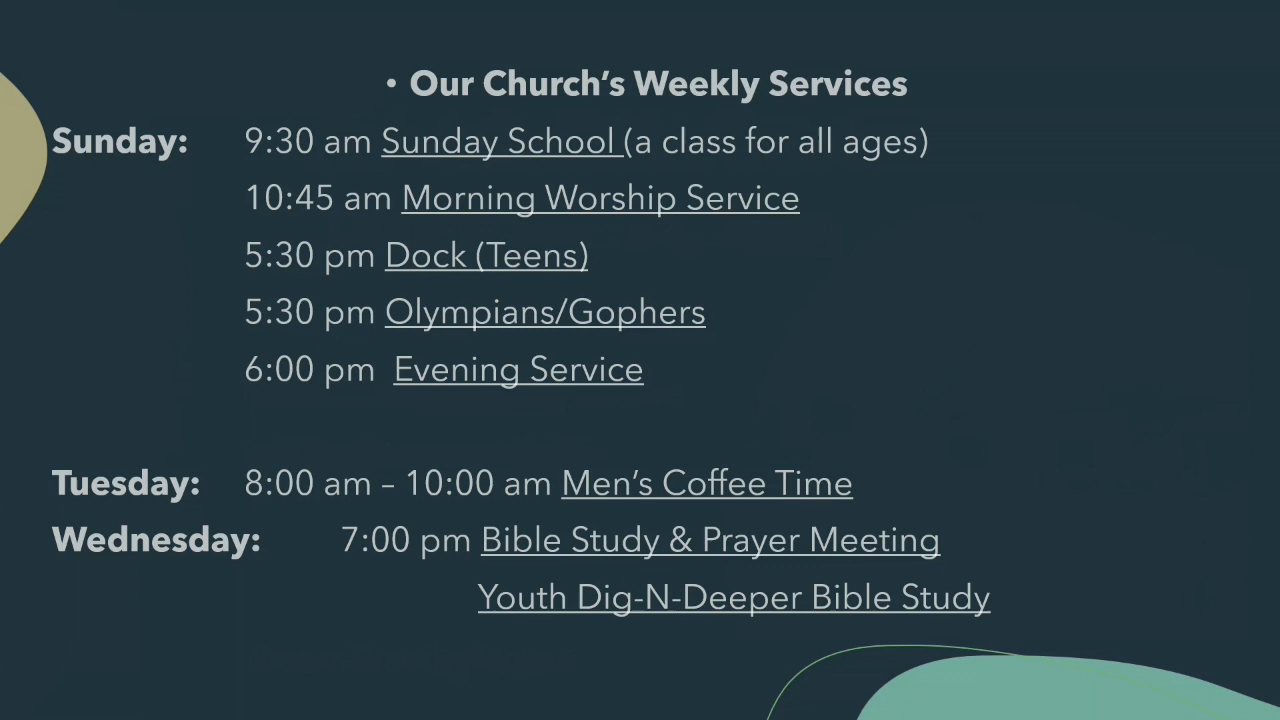 • Our Church’s Weekly Services
Sunday: 9:30 am Sunday School (a class for all ages)
10:45 am Morning Worship Service
5:30 pm Dock (Teens)
5:30 pm Olympians/Gophers
6:00 pm Evening Service
Tuesday: 8:00 am – 10:00 am Men’s Coffee Time
Wednesday: 7:00 pm Bible Study & Prayer Meeting
Youth Dig-N-Deeper Bible Study